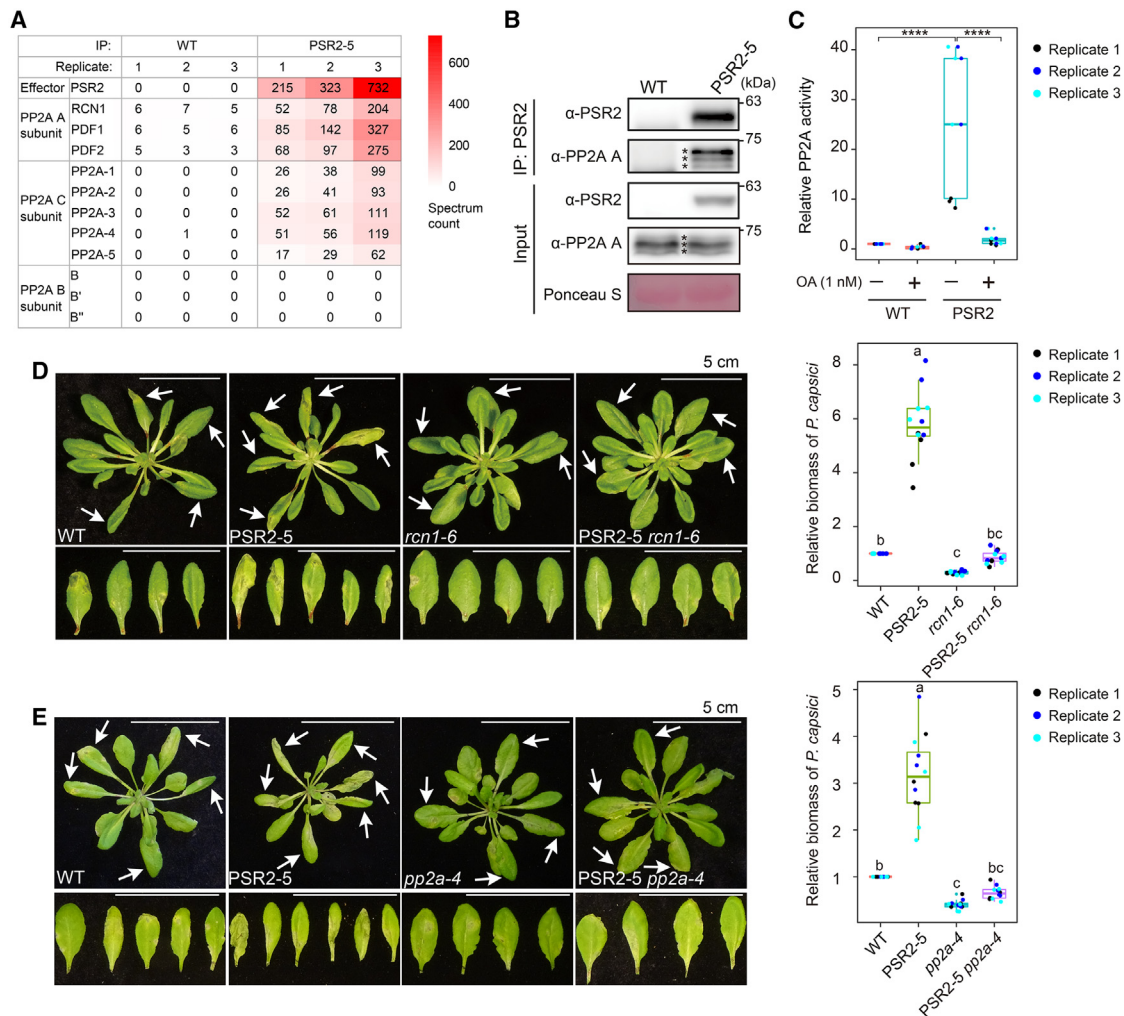 A
IP: WT PSR2-5
Replicate: 1 2 3 1 2 3
Effector PSR2 0 0 0 215 323 732
PP2A A subunit
RCN1 6 7 5 52 78 204
PDF1 6 5 6 85 142 327
PDF2 5 3 3 68 97 275
PP2A C subunit
PP2A-1 0 0 0 26 38 99
PP2A-2 0 0 0 26 41 93
PP2A-3 0 0 0 52 61 111
PP2A-4 0 1 0 51 56 119
PP2A-5 0 0 0 17 29 62
PP2A B subunit
B 0 0 0 0 0 0
B' 0 0 0 0 0 0
B" 0 0 0 0 0 0
600
400
200
0
Spectrum
count
B
WT PSR2-5
(kDa)
IP: PSR2
α-PSR2 63
α-PP2A A * * * 75
Input
α-PSR2 63
α-PP2A A * * * 75
Ponceau S
C
Relative PP2A activity
**** ****
40
30
20
10
0
OA (1 nM) − + − +
WT PSR2
Replicate 1
Replicate 2
Replicate 3
D
5 cm
WT
PSR2-5
rcn1-6
PSR2-5 rcn1-6
Relative biomass of P. capsici
8
6
4
2
0
b a c bc
WT PSR2-5 rcn1-6 PSR2-5 rcn1-6
Replicate 1
Replicate 2
Replicate 3
E
5 cm
WT
PSR2-5
pp2a-4
PSR2-5 pp2a-4
Relative biomass of P. capsici
5
4
3
2
1
b a c bc
WT PSR2-5 pp2a-4 PSR2-5 pp2a-4
Replicate 1
Replicate 2
Replicate 3